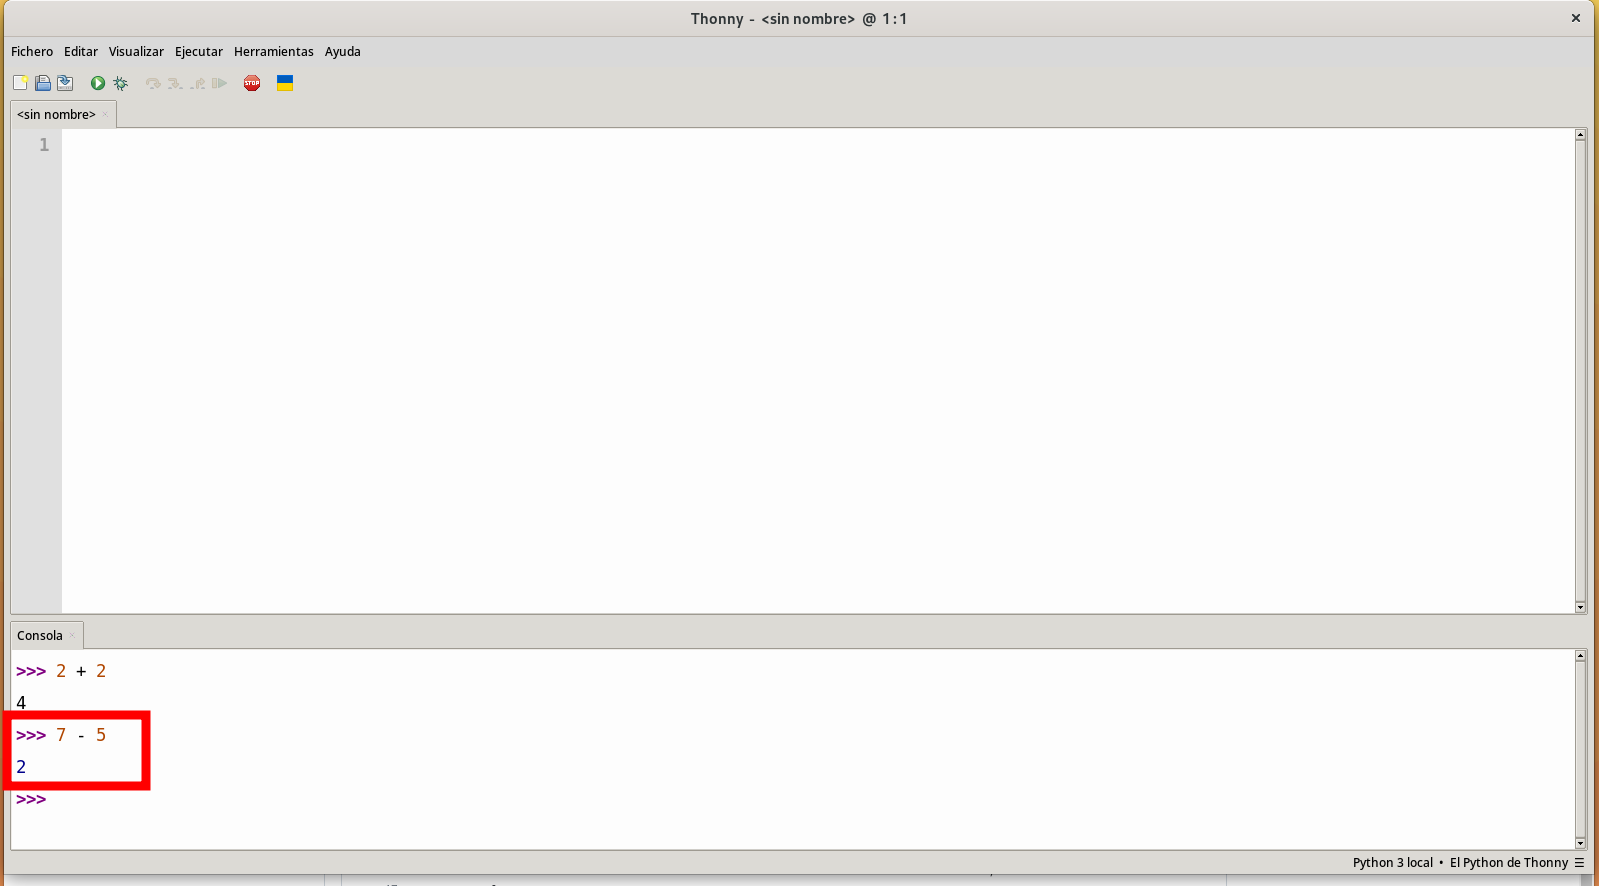 Thonny - <sin nombre> @ 1:1
Fichero Editar Visualizar Ejecutar Herramientas Ayuda
STOP
<sin nombre>
1
Consola
>>> 2 + 2
4
>>> 7 - 5
2
>>>
Python 3 local • El Python de Thonny ☰